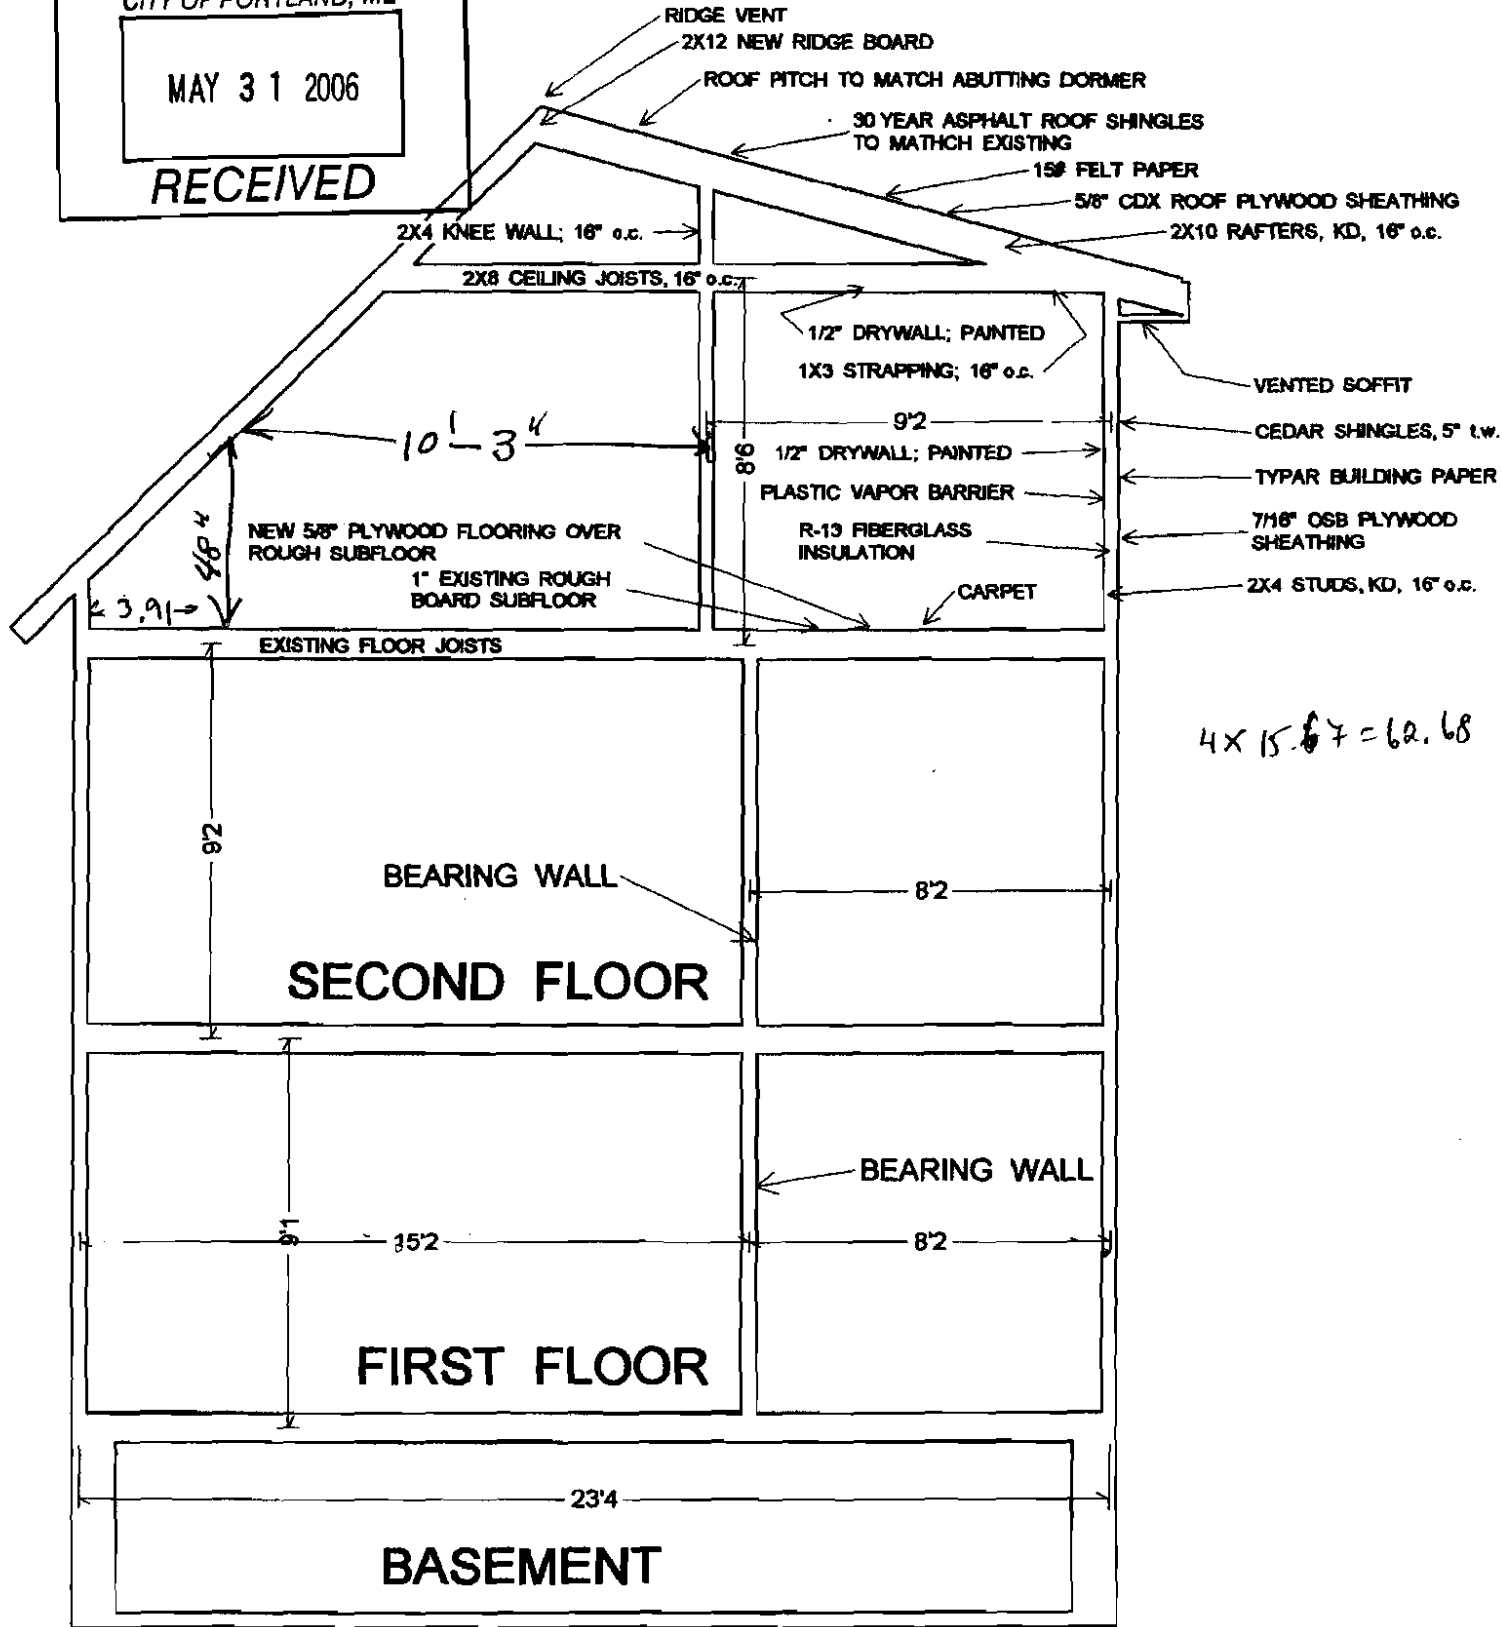 CITY OF PORTLAND, ME
MAY 31 2006
RECEIVED
RIDGE VENT
2X12 NEW RIDGE BOARD
ROOF PITCH TO MATCH ABUTTING DORMER
30 YEAR ASPHALT ROOF SHINGLES
TO MATHCH EXISTING
15# FELT PAPER
5/8" CDX ROOF PLYWOOD SHEATHING
2X4 KNEE WALL; 16" o.c.
2X10 RAFTERS, KD, 16" o.c.
2X8 CEILING JOISTS, 16" o.c.
1/2" DRYWALL; PAINTED
1X3 STRAPPING; 16" o.c.
VENTED SOFFIT
10'-3"
9'2
8'6
CEDAR SHINGLES, 5" t.w.
1/2" DRYWALL; PAINTED
TYPAR BUILDING PAPER
PLASTIC VAPOR BARRIER
48"
NEW 5/8" PLYWOOD FLOORING OVER
ROUGH SUBFLOOR
R-13 FIBERGLASS
INSULATION
7/16" OSB PLYWOOD
SHEATHING
1" EXISTING ROUGH
BOARD SUBFLOOR
3.91
CARPET
2X4 STUDS, KD, 16" o.c.
EXISTING FLOOR JOISTS
4 X 15.67 = 62.68
9'2
BEARING WALL
8'2
SECOND FLOOR
BEARING WALL
9'1
15'2
8'2
FIRST FLOOR
23'4
BASEMENT